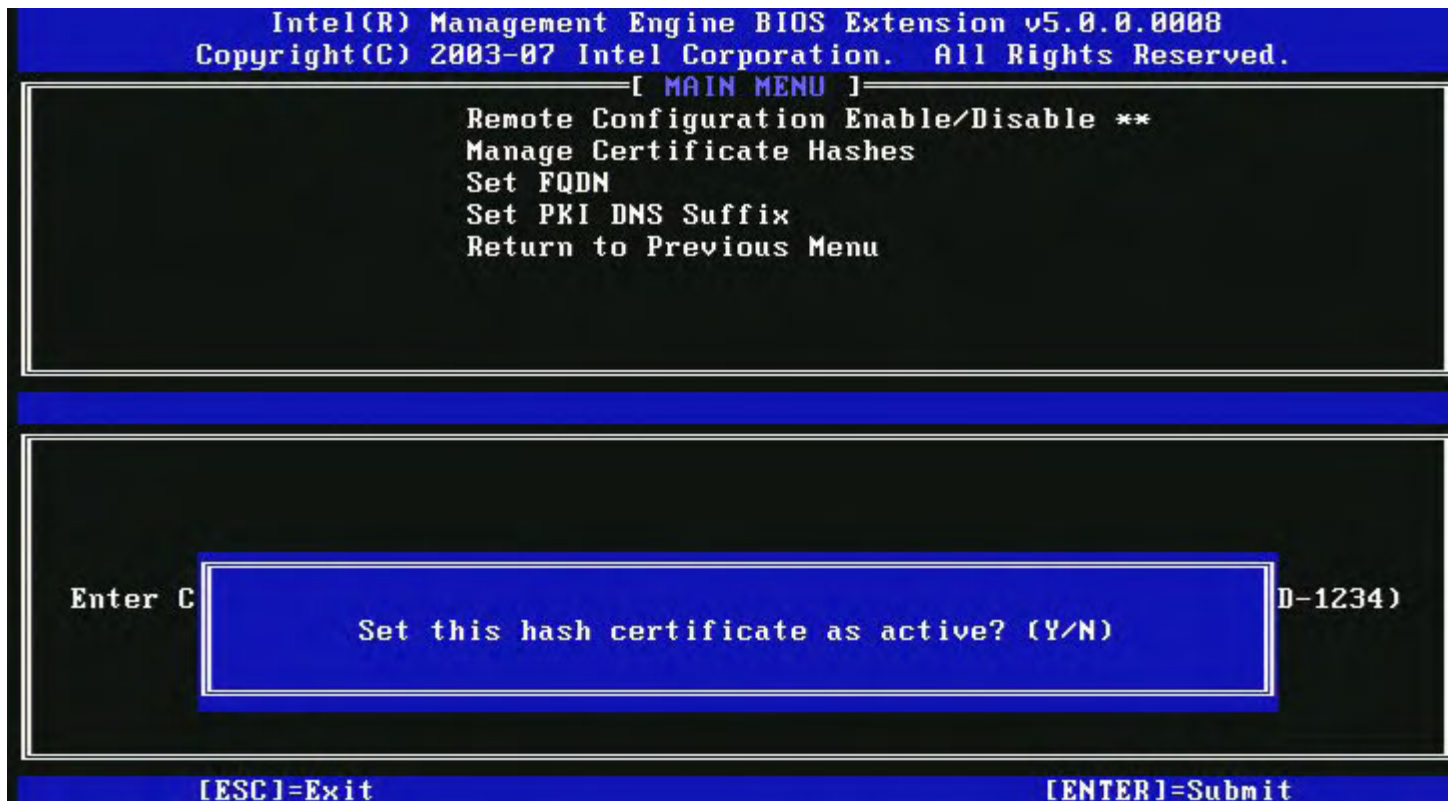 Intel(R) Management Engine BIOS Extension v5.0.0.0008
Copyright(C) 2003-07 Intel Corporation. All Rights Reserved.
[ MAIN MENU ]
Remote Configuration Enable/Disable **
Manage Certificate Hashes
Set FQDN
Set PKI DNS Suffix
Return to Previous Menu
Enter C D-1234)
Set this hash certificate as active? (Y/N)
[ESC]=Exit [ENTER]=Submit